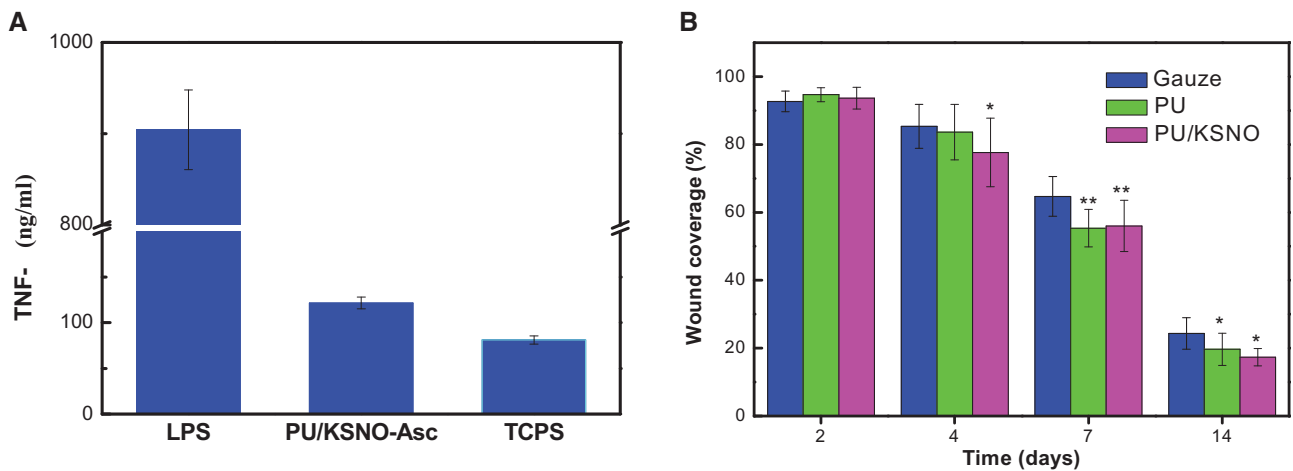 A
1000
800
100
0
TNF- (ng/ml)
LPS PU/KSNO-Asc TCPS
B
100
80
60
40
20
0
Wound coverage (%)
Gauze
PU
PU/KSNO
*
** **
* *
2 4 7 14
Time (days)